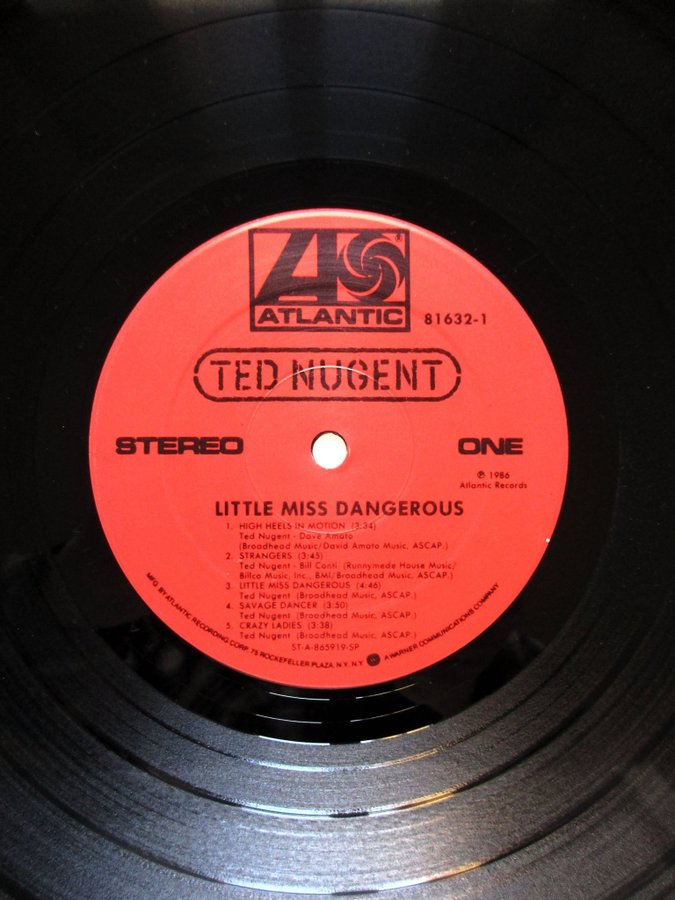 ATLANTIC
81632-1
TED NUGENT
STEREO
ONE
℗ 1986
Atlantic Records
LITTLE MISS DANGEROUS
1. HIGH HEELS IN MOTION (3:34)
Ted Nugent - Dave Amato
(Broadhead Music/David Amato Music, ASCAP.)
2. STRANGERS (3:45)
Ted Nugent - Bill Conti (Runnymede House Music/
Billco Music, Inc., BMI/Broadhead Music, ASCAP.)
3. LITTLE MISS DANGEROUS (4:46)
Ted Nugent (Broadhead Music, ASCAP.)
4. SAVAGE DANCER (3:50)
Ted Nugent (Broadhead Music, ASCAP.)
5. CRAZY LADIES (3:38)
Ted Nugent (Broadhead Music, ASCAP.)
ST-A-865919-SP
MFG. BY ATLANTIC RECORDING CORP. 75 ROCKEFELLER PLAZA, N.Y. N.Y. A WARNER COMMUNICATIONS COMPANY